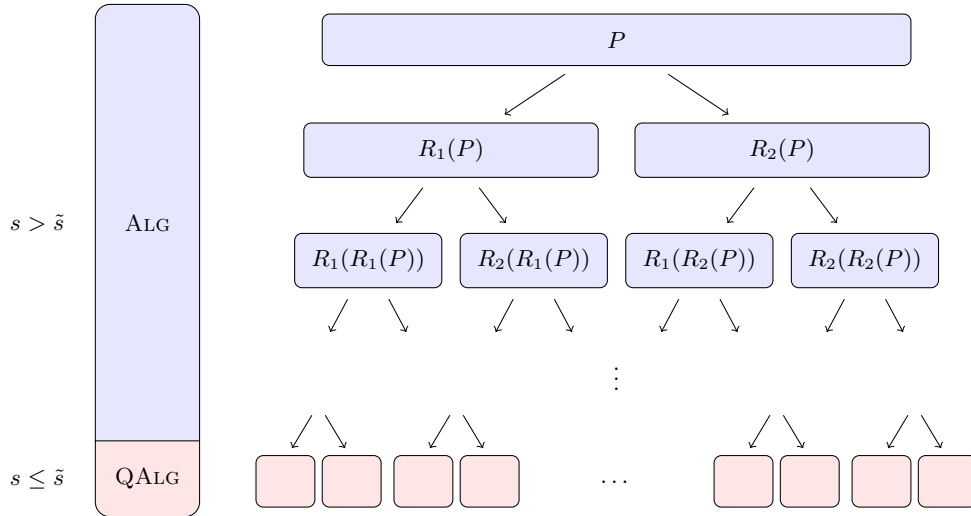 P
R₁(P) R₂(P)
s > s̃ ALG R₁(R₁(P)) R₂(R₁(P)) R₁(R₂(P)) R₂(R₂(P))
⋮
s ≤ s̃ QALG ...